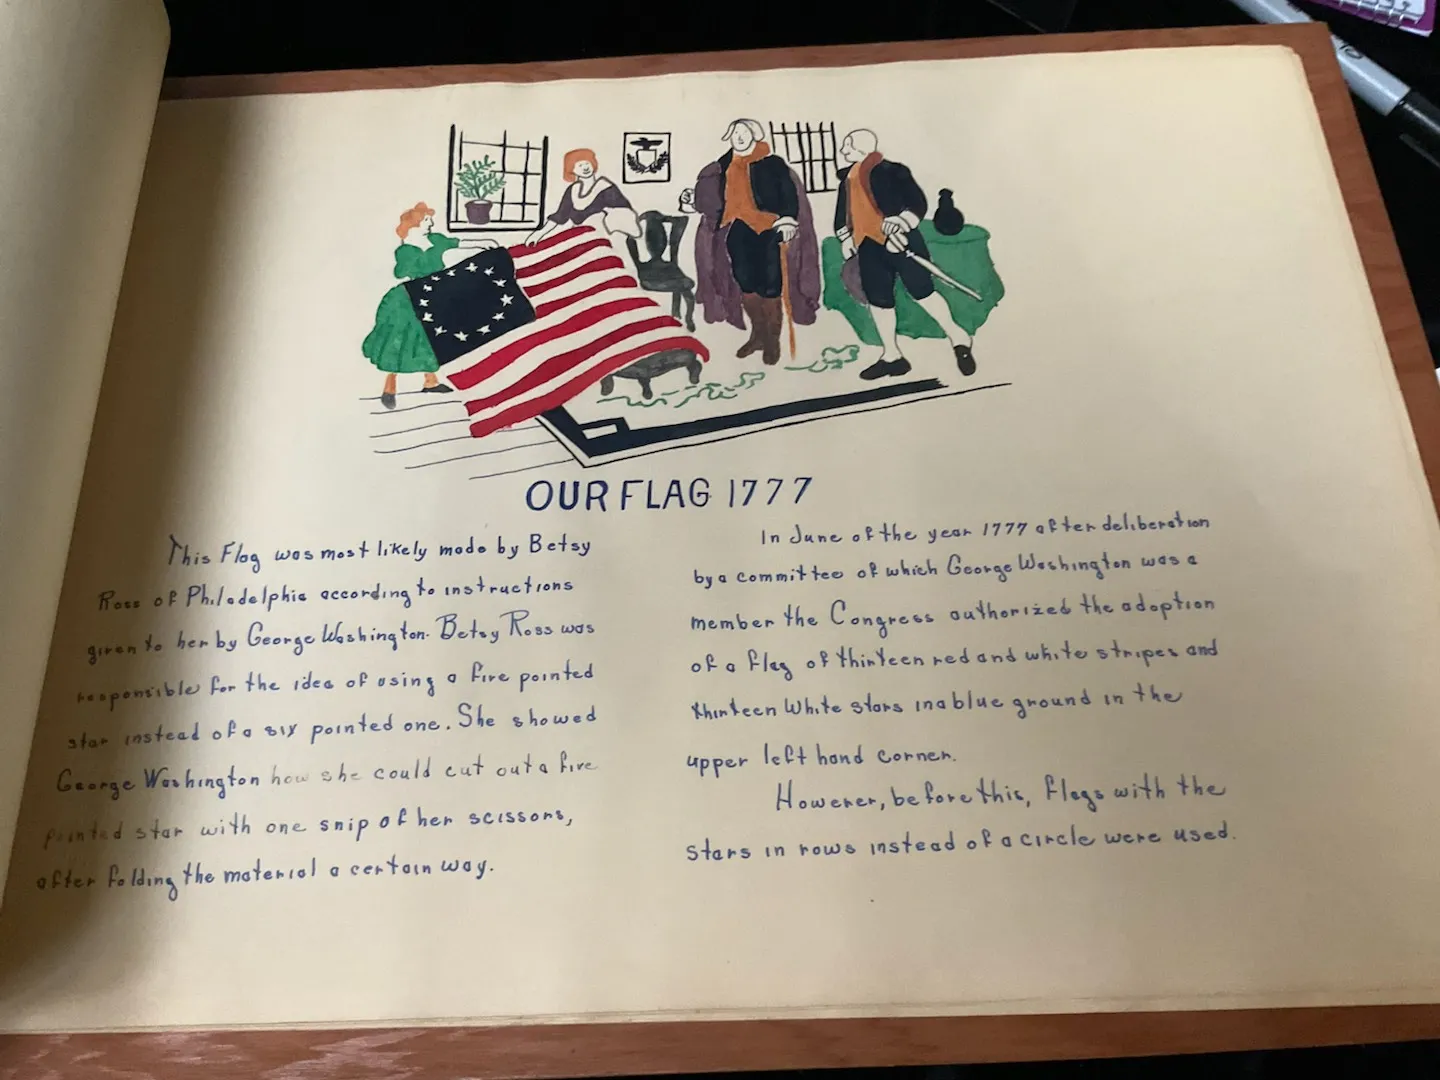 OUR FLAG 1777
This Flag was most likely made by Betsy
Ross of Philadelphia according to instructions
given to her by George Washington. Betsy Ross was
responsible for the idea of using a five pointed
star instead of a six pointed one. She showed
George Washington how she could cut out a five
pointed star with one snip of her scissors,
after folding the material a certain way.
In June of the year 1777 after deliberation
by a committee of which George Washington was a
member the Congress authorized the adoption
of a flag of thirteen red and white stripes and
thirteen White stars in a blue ground in the
upper left hand corner.
However, before this, flags with the
stars in rows instead of a circle were used.